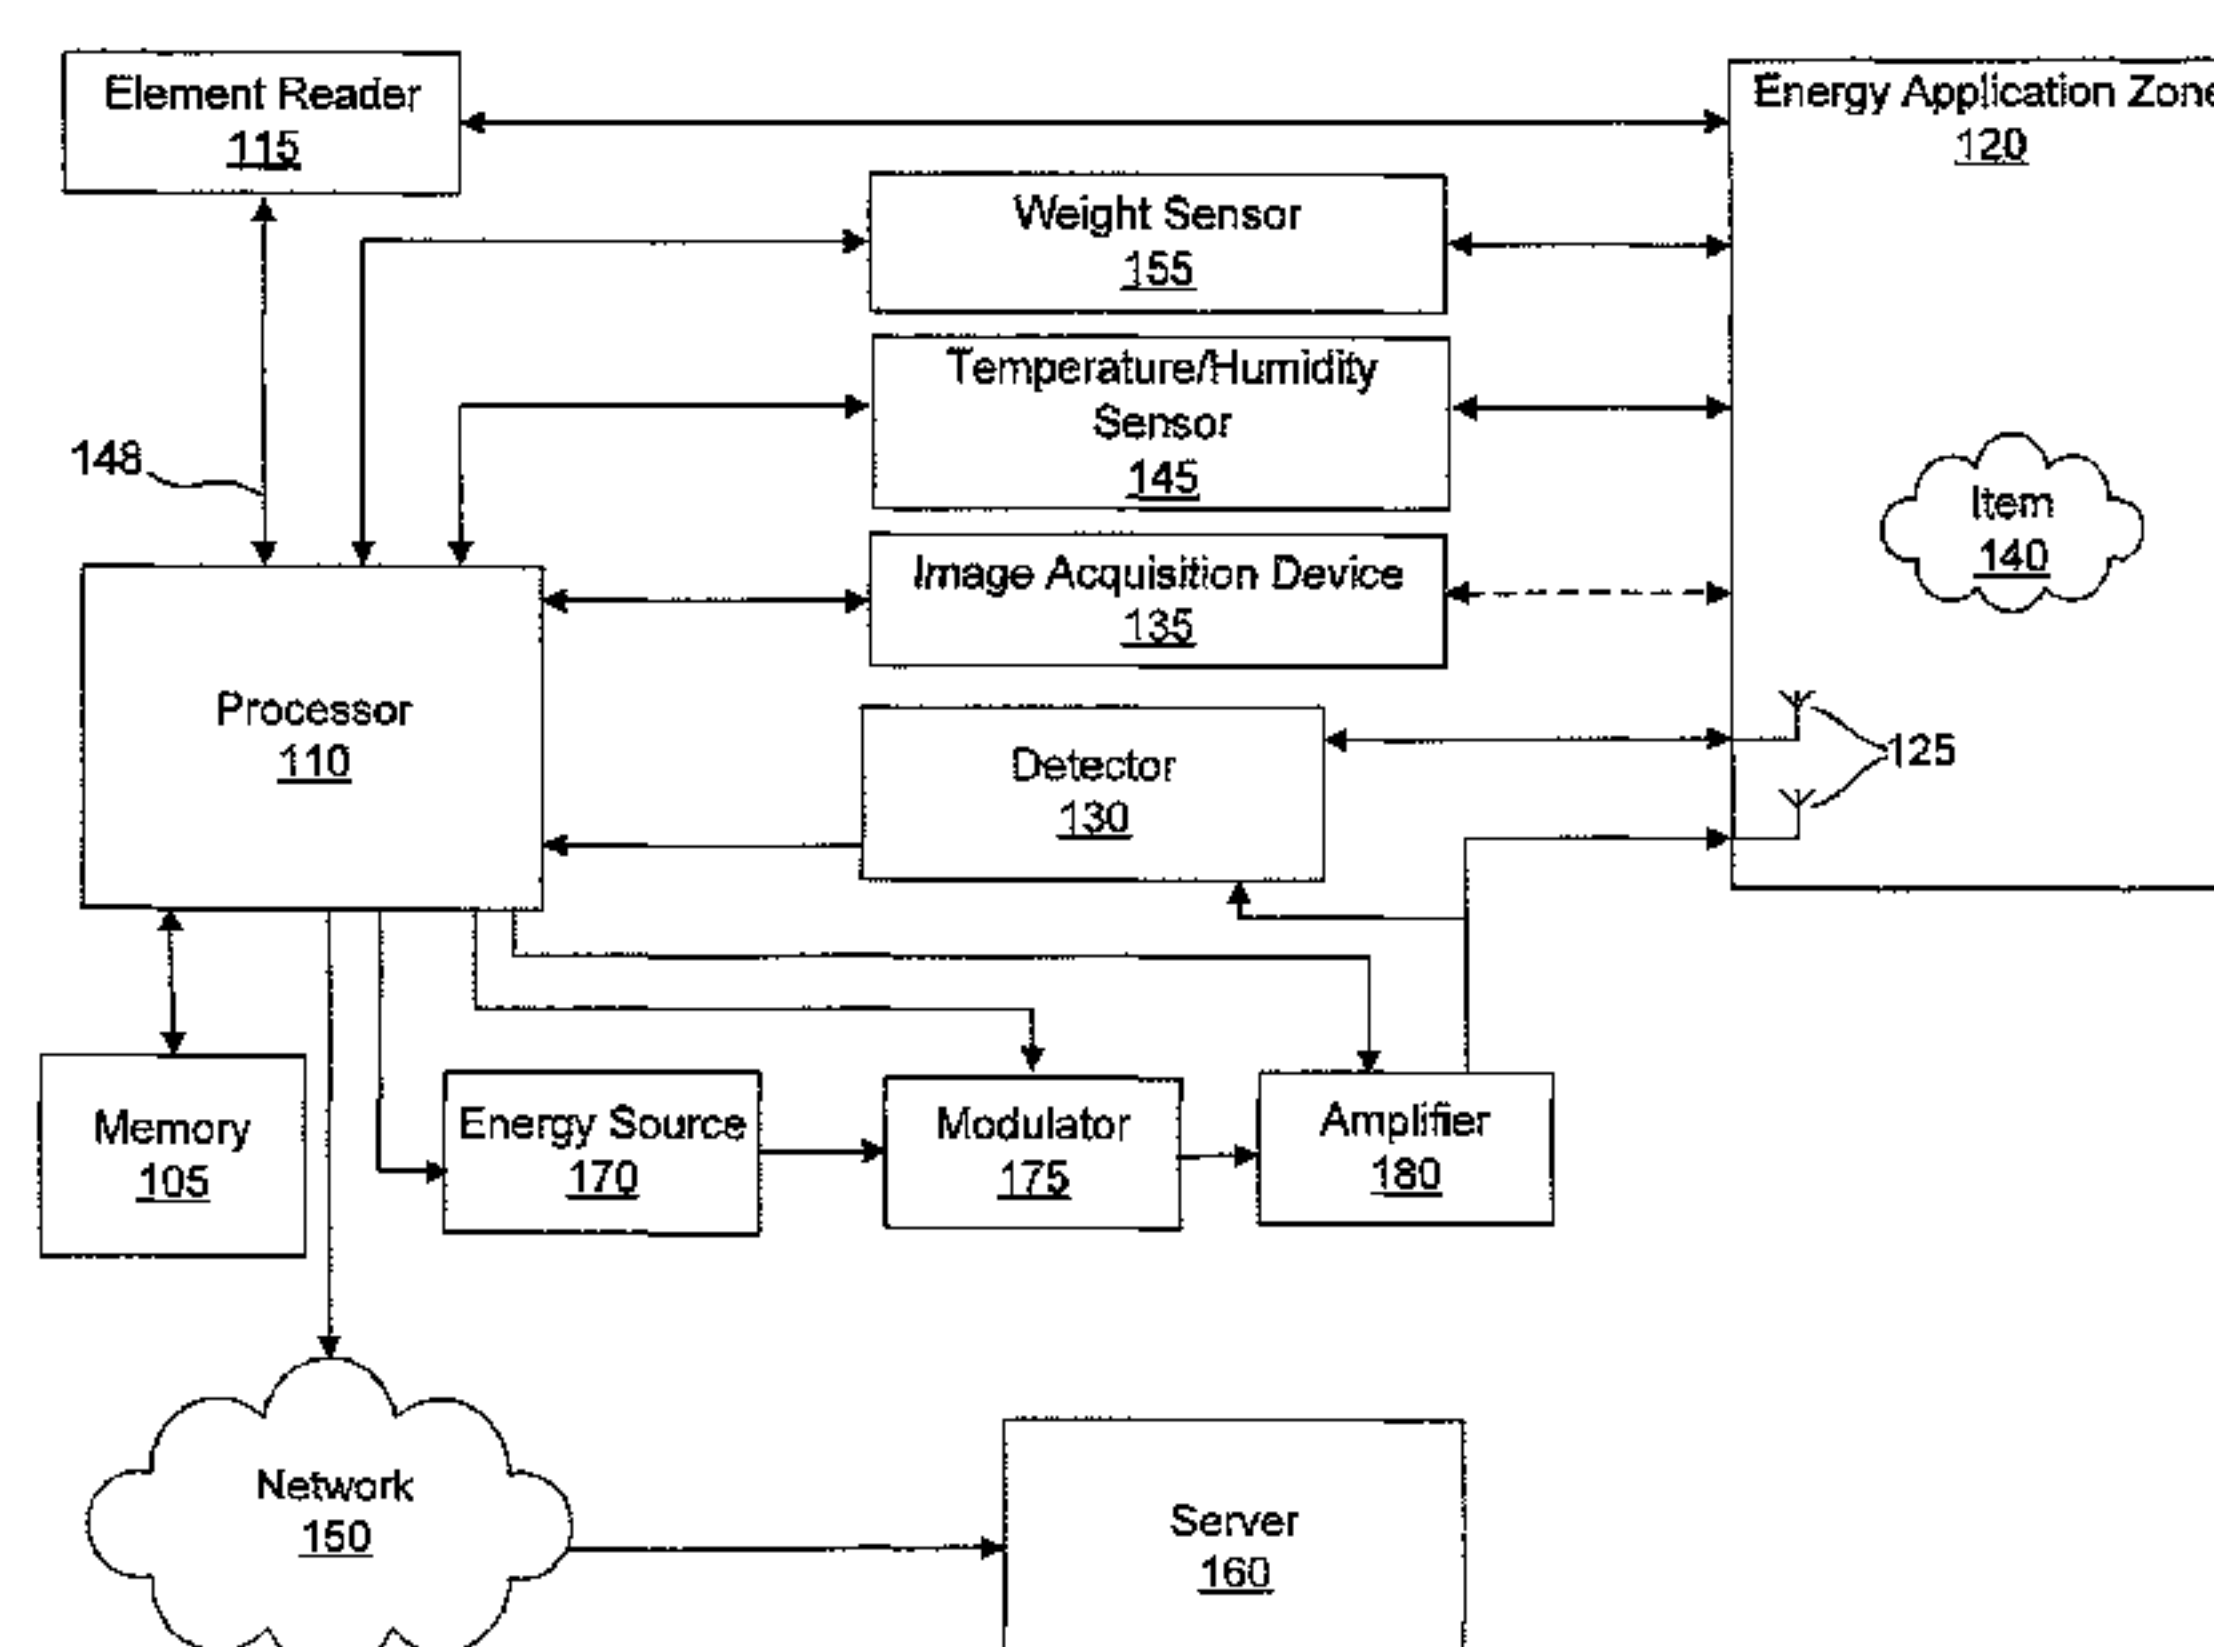 Element Reader
115
Energy Application Zone
120
Weight Sensor
155
Temperature/Humidity
Sensor
145
148
Item
140
Image Acquisition Device
135
Processor
110
Detector
130
125
Memory
105
Energy Source
170
Modulator
175
Amplifier
180
Network
150
Server
160